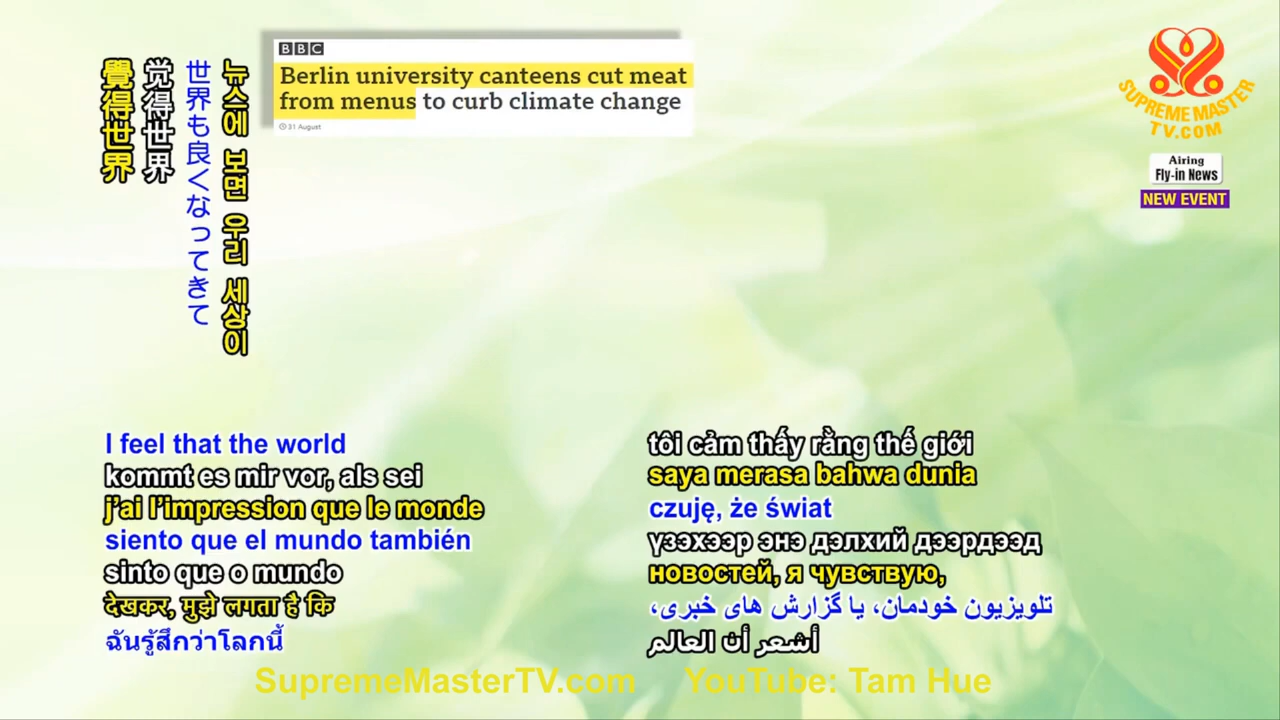 BBC
Berlin university canteens cut meat
from menus to curb climate change
31 August
SUPREME MASTER
TV.COM
Airing
Fly-in News
NEW EVENT
뉴스에 보면 우리 세상이
世界も良くなってきて
觉得世界
覺得世界
I feel that the world
kommt es mir vor, als sei
j'ai l'impression que le monde
siento que el mundo también
sinto que o mundo
देखकर, मुझे लगता है कि
ฉันรู้สึกว่าโลกนี้
tôi cảm thấy rằng thế giới
saya merasa bahwa dunia
czuję, że świat
үзэхээр энэ дэлхий дээрдээд
новостей, я чувствую,
تلویزیون خودمان، یا گزارش های خبری،
أشعر أن العالم
SupremeMasterTV.com YouTube: Tam Hue